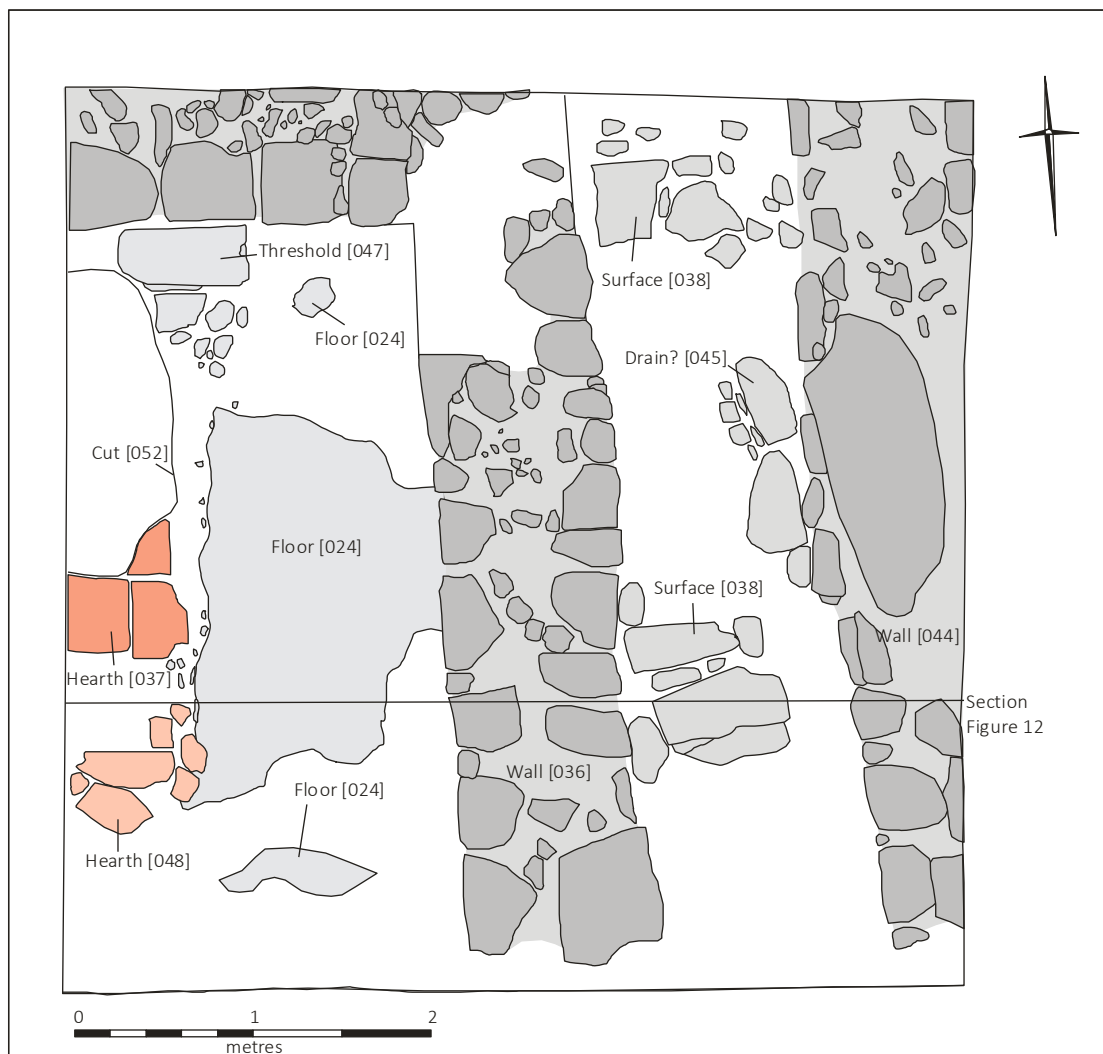 Threshold [047]
Floor [024]
Surface [038]
Drain? [045]
Cut [052]
Floor [024]
Surface [038]
Wall [044]
Hearth [037]
Section
Figure 12
Wall [036]
Floor [024]
Hearth [048]
0 1 2
metres